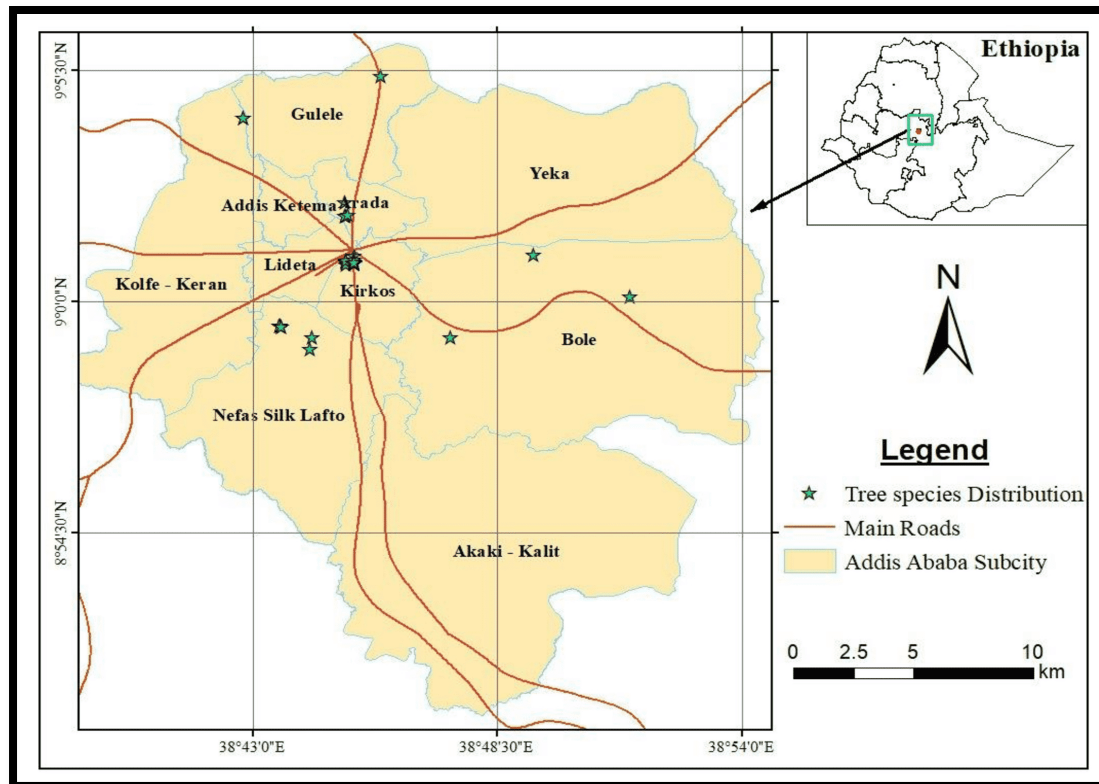 Ethiopia
9°5'30"N
9°0'0"N
8°54'30"N
Gulele
Yeka
Addis Ketema
Arada
Lideta
Kolfe - Keran
Kirkos
Bole
Nefas Silk Lafto
Akaki - Kalit
N
Legend
Tree species Distribution
Main Roads
Addis Ababa Subcity
0 2.5 5 10
km
38°43'0"E 38°48'30"E 38°54'0"E